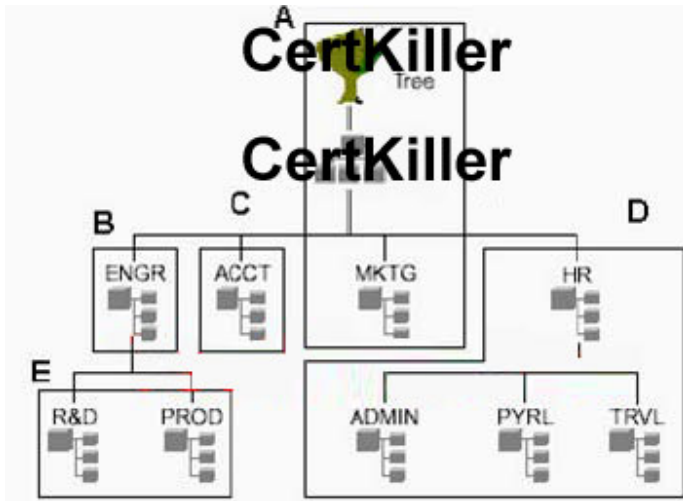 A
CertKiller
Tree
CertKiller
B
C
D
ENGR
ACCT
MKTG
HR
E
R&D
PROD
ADMIN
PYRL
TRVL